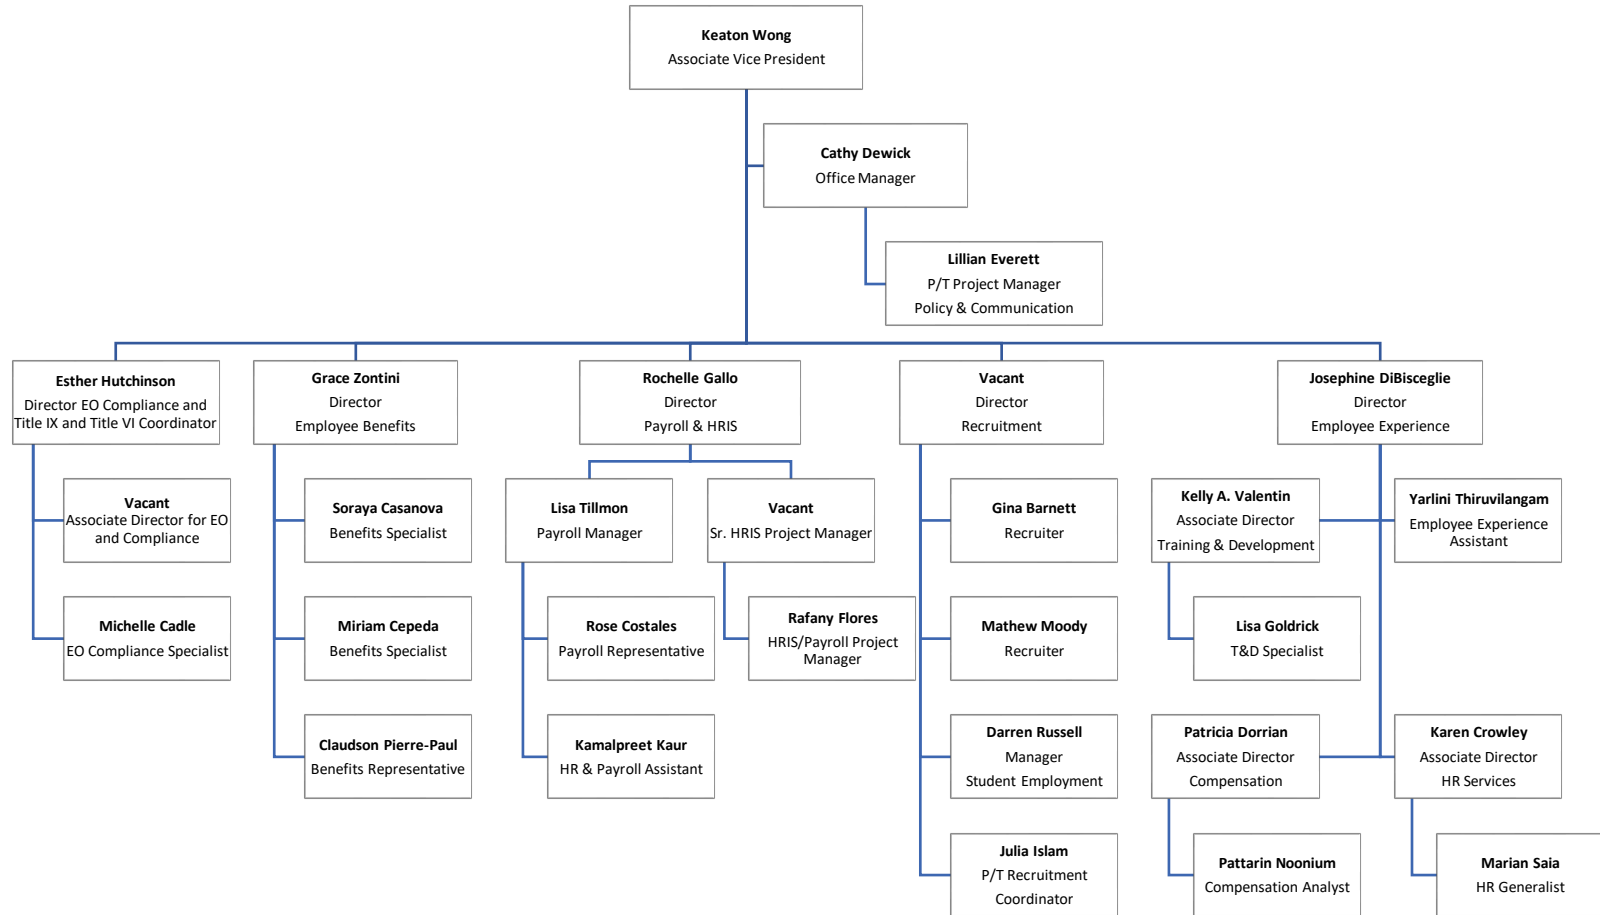 Keaton Wong
Associate Vice President
Cathy Dewick
Office Manager
Lillian Everett
P/T Project Manager
Policy & Communication
Esther Hutchinson
Director EO Compliance and
Title IX and Title VI Coordinator
Grace Zontini
Director
Employee Benefits
Rochelle Gallo
Director
Payroll & HRIS
Vacant
Director
Recruitment
Josephine DiBisceglie
Director
Employee Experience
Vacant
Associate Director for EO
and Compliance
Soraya Casanova
Benefits Specialist
Lisa Tillmon
Payroll Manager
Vacant
Sr. HRIS Project Manager
Gina Barnett
Recruiter
Kelly A. Valentin
Associate Director
Training & Development
Yarlini Thiruvilangam
Employee Experience
Assistant
Michelle Cadle
EO Compliance Specialist
Miriam Cepeda
Benefits Specialist
Rose Costales
Payroll Representative
Rafany Flores
HRIS/Payroll Project
Manager
Mathew Moody
Recruiter
Lisa Goldrick
T&D Specialist
Claudson Pierre-Paul
Benefits Representative
Kamalpreet Kaur
HR & Payroll Assistant
Darren Russell
Manager
Student Employment
Patricia Dorrian
Associate Director
Compensation
Karen Crowley
Associate Director
HR Services
Julia Islam
P/T Recruitment
Coordinator
Pattarin Noonium
Compensation Analyst
Marian Saia
HR Generalist